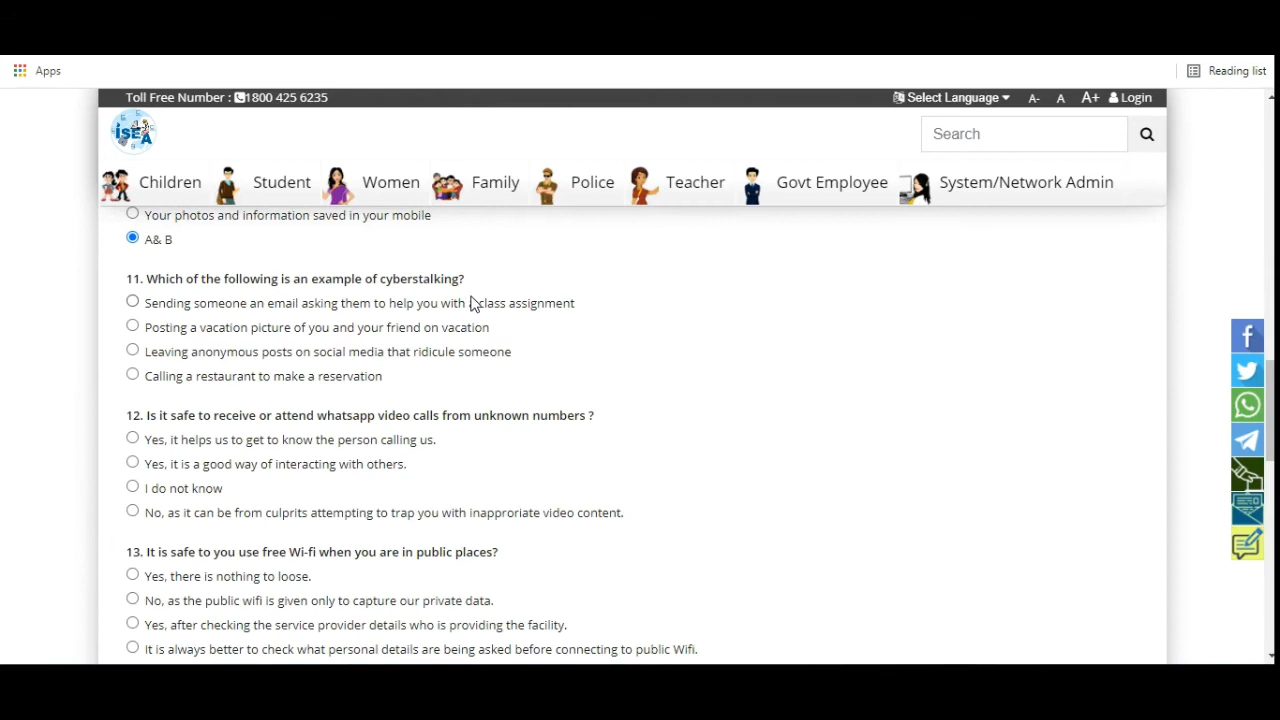 Apps
Reading list
Toll Free Number : 1800 425 6235
Select Language
A-
A
A+
Login
ISEA
Search
Children
Student
Women
Family
Police
Teacher
Govt Employee
System/Network Admin
Your photos and information saved in your mobile
A& B
11. Which of the following is an example of cyberstalking?
Sending someone an email asking them to help you with class assignment
Posting a vacation picture of you and your friend on vacation
Leaving anonymous posts on social media that ridicule someone
Calling a restaurant to make a reservation
12. Is it safe to receive or attend whatsapp video calls from unknown numbers ?
Yes, it helps us to get to know the person calling us.
Yes, it is a good way of interacting with others.
I do not know
No, as it can be from culprits attempting to trap you with inapproriate video content.
13. It is safe to you use free Wi-fi when you are in public places?
Yes, there is nothing to loose.
No, as the public wifi is given only to capture our private data.
Yes, after checking the service provider details who is providing the facility.
It is always better to check what personal details are being asked before connecting to public Wifi.